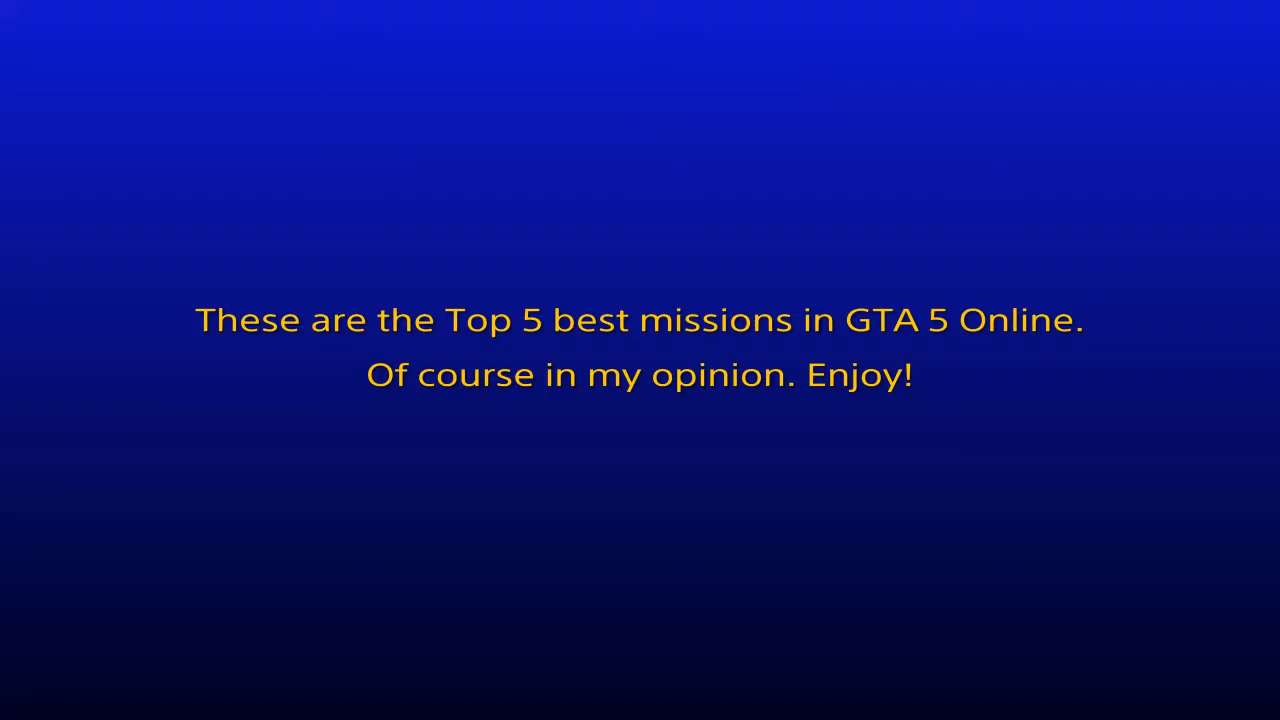 These are the Top 5 best missions in GTA 5 Online.
Of course in my opinion. Enjoy!